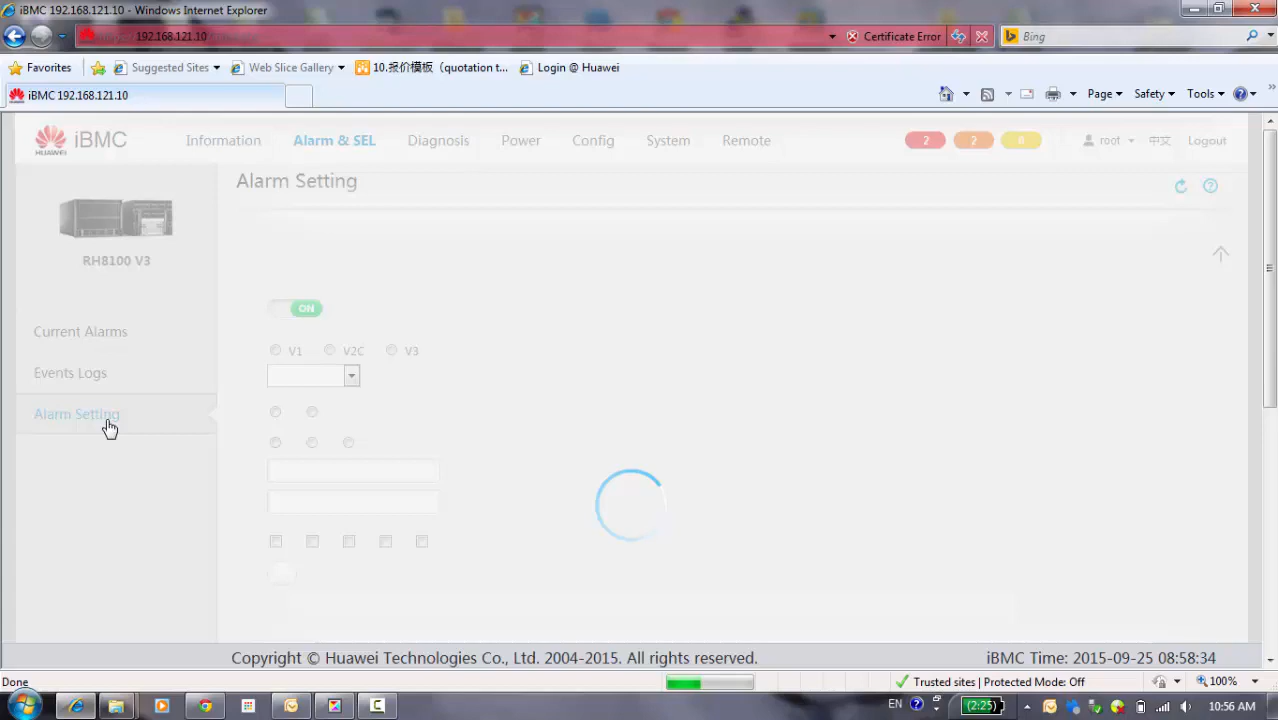 iBMC 192.168.121.10 - Windows Internet Explorer
192.168.121.10
Certificate Error
Bing
Favorites
Suggested Sites
Web Slice Gallery
10.报价模板（quotation t...
Login @ Huawei
iBMC 192.168.121.10
Page
Safety
Tools
HUAWEI
iBMC
Information
Alarm & SEL
Diagnosis
Power
Config
System
Remote
2
2
0
root
中文
Logout
Alarm Setting
RH8100 V3
Current Alarms
Events Logs
Alarm Setting
ON
V1
V2C
V3
Copyright © Huawei Technologies Co., Ltd. 2004-2015. All rights reserved.
iBMC Time: 2015-09-25 08:58:34
Done
Trusted sites | Protected Mode: Off
100%
EN
(2:25)
10:56 AM